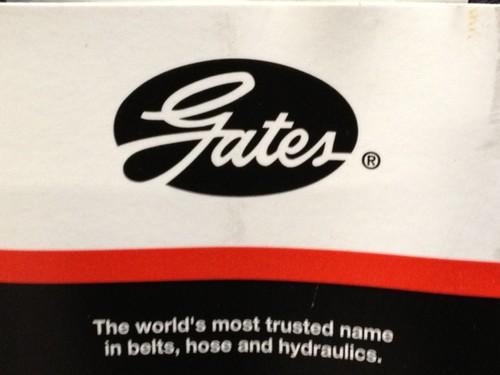 Gates ®
The world's most trusted name
in belts, hose and hydraulics.